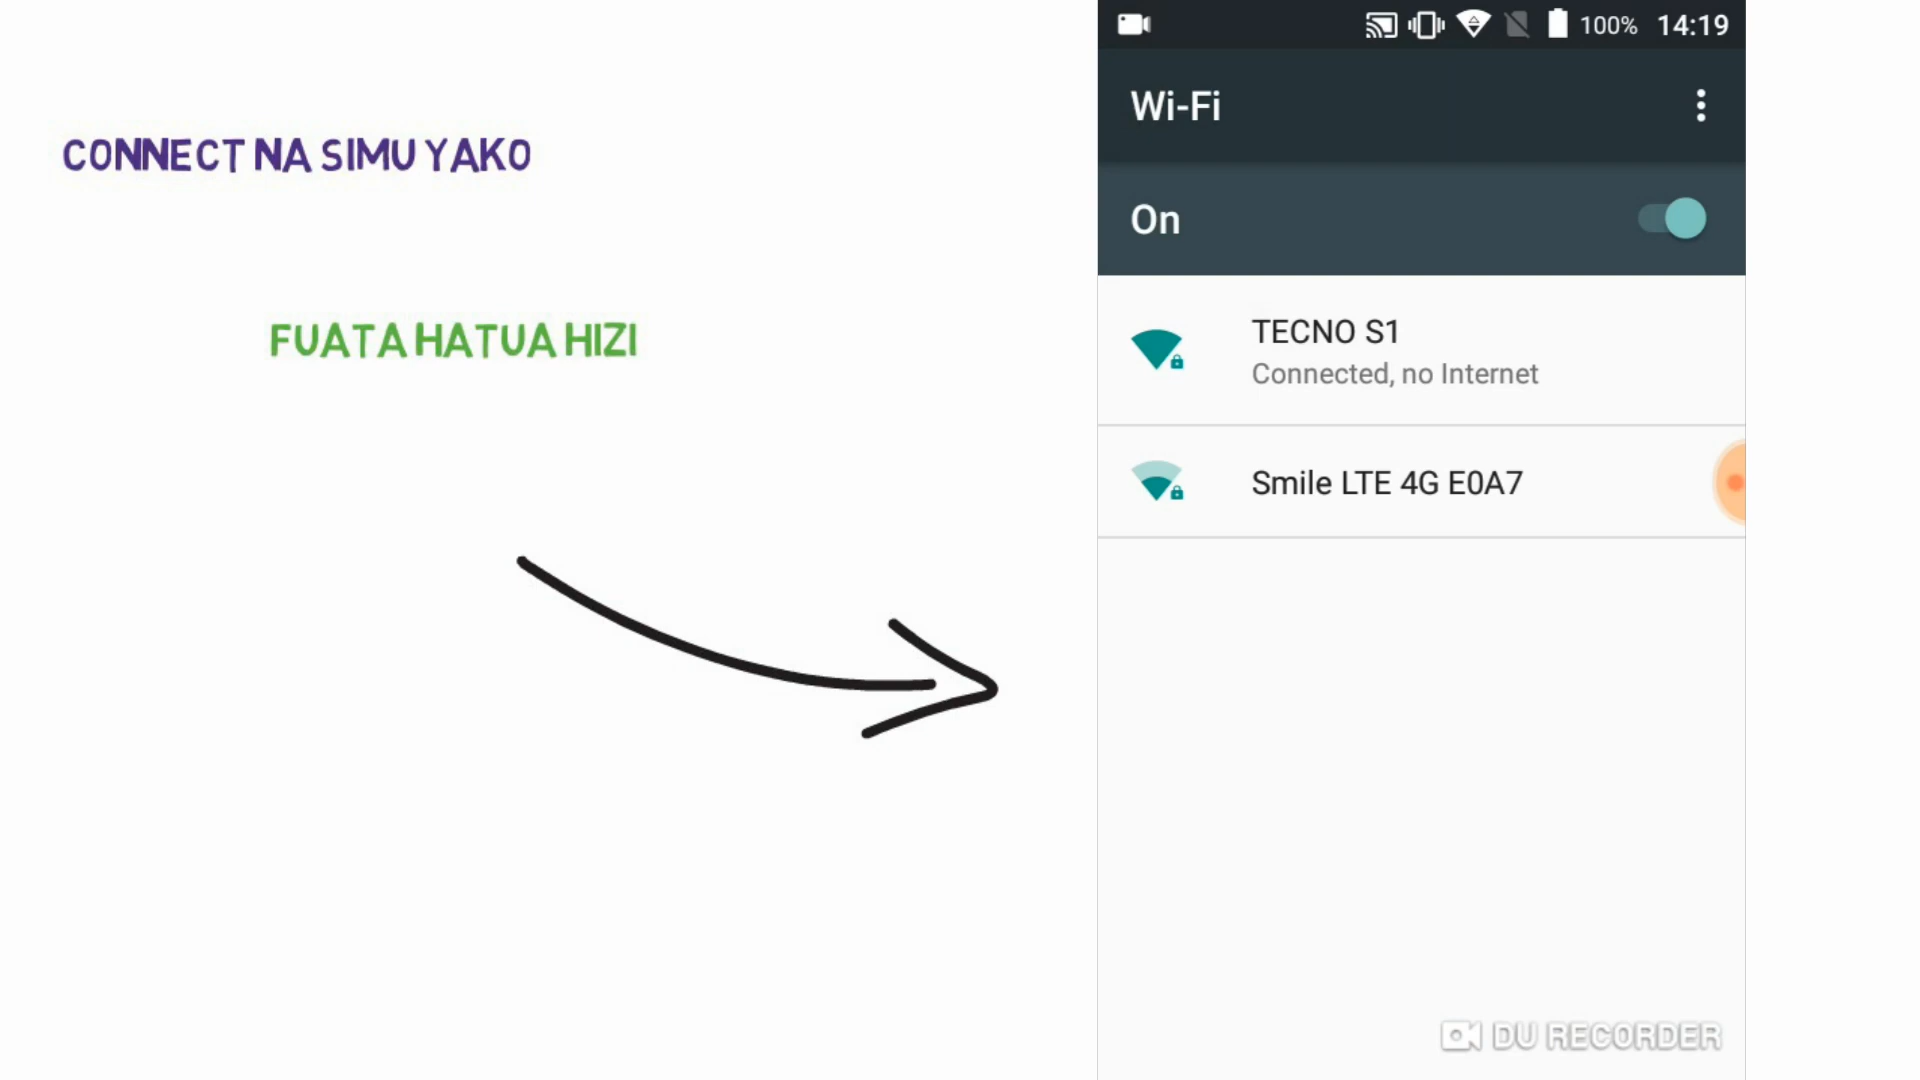 CONNECT NA SIMU YAKO
FUATA HATUA HIZI
100% 14:19
Wi-Fi
On
TECNO S1
Connected, no Internet
Smile LTE 4G E0A7
DU RECORDER